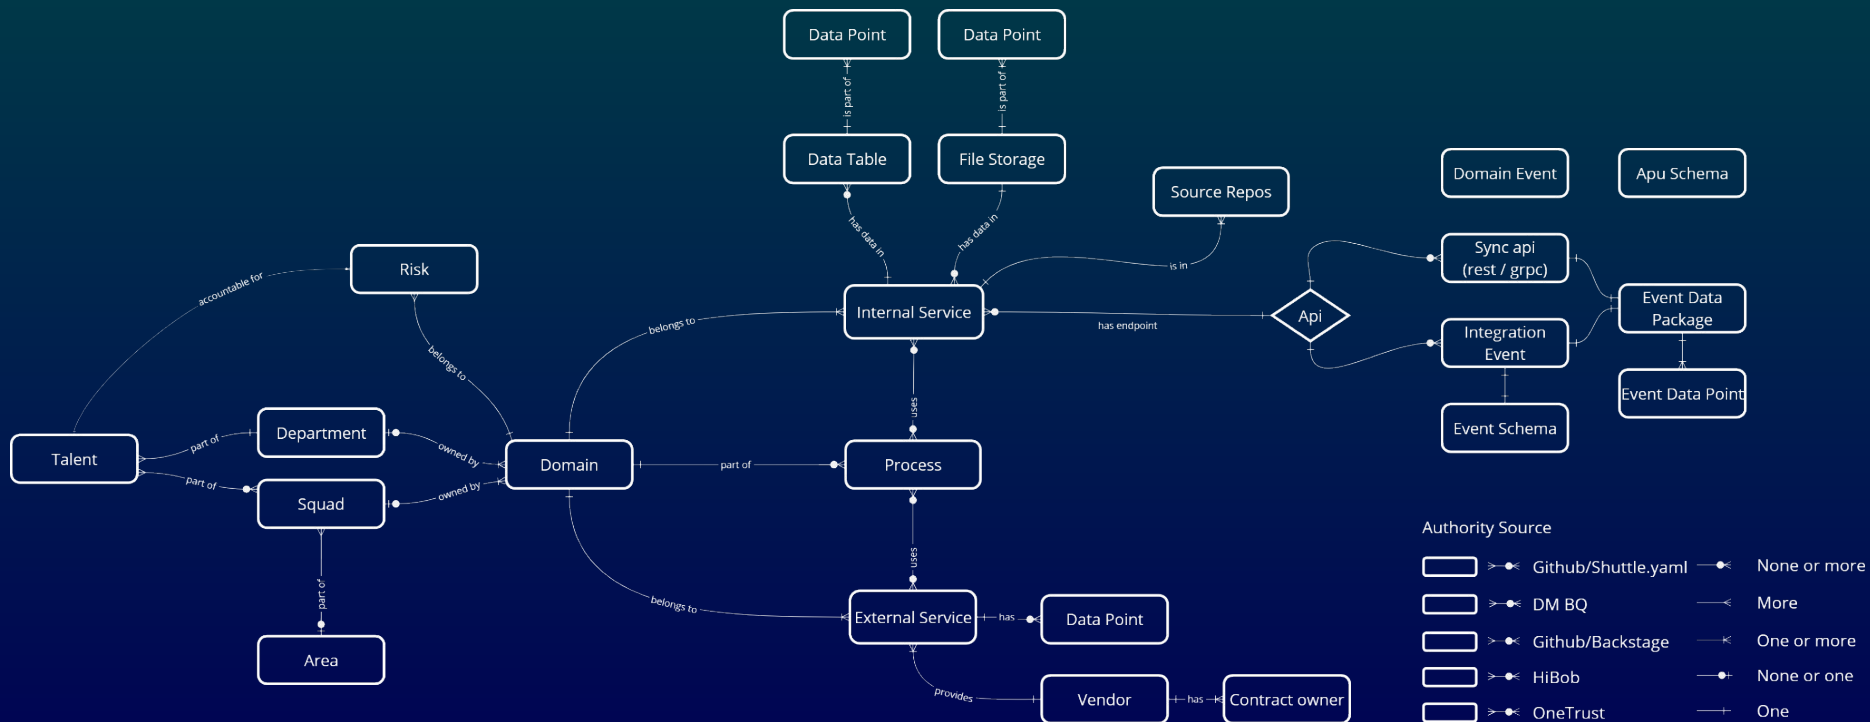 Data Point
Data Point
is part of
is part of
Data Table
File Storage
Domain Event
Apu Schema
Source Repos
has data in
has data in
Sync api
(rest / grpc)
Risk
accountable for
is in
Internal Service
belongs to
has endpoint
Api
Event Data
Package
Integration
Event
belongs to
Event Data Point
uses
Event Schema
Talent
part of
Department
owned by
part of
Squad
owned by
Domain
part of
Process
part of
Area
uses
belongs to
External Service
has
Data Point
provides
Vendor
has
Contract owner
Authority Source
Github/Shuttle.yaml
None or more
DM BQ
More
Github/Backstage
One or more
HiBob
None or one
OneTrust
One